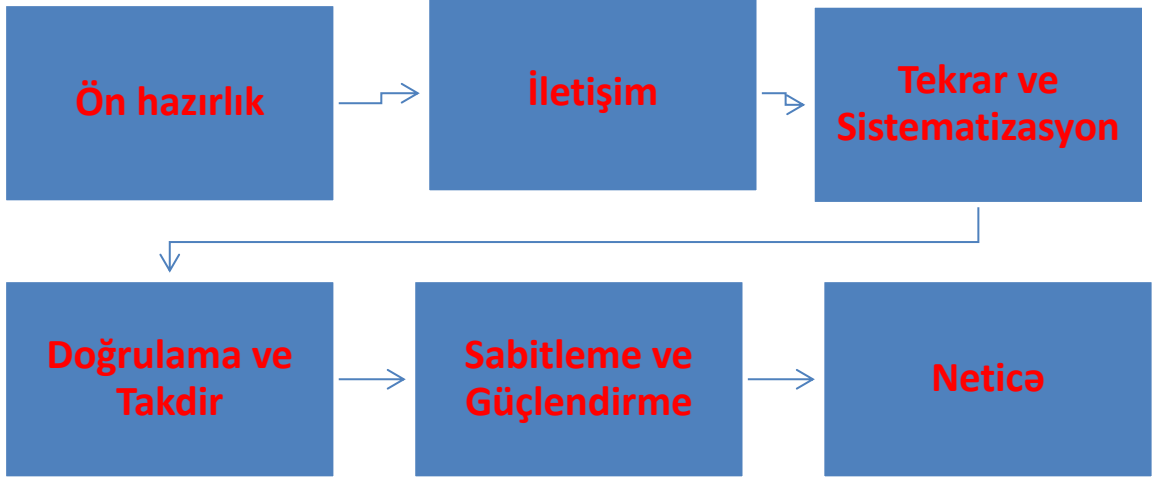 Ön hazırlık
İletişim
Tekrar ve
Sistematizasyon
Doğrulama ve
Takdir
Sabitleme ve
Güçlendirme
Neticə